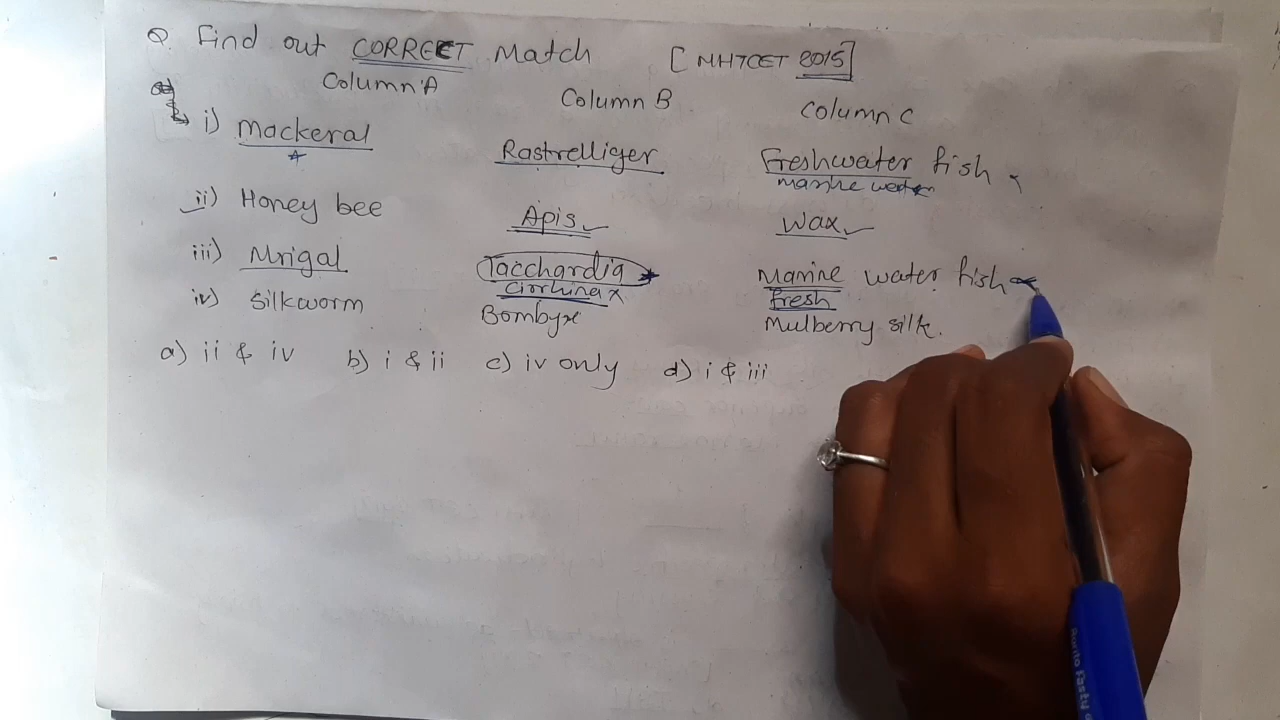 Q. Find out CORRECT Match [MHTCET 2015]
Column A Column B Column C
i) Mackeral Rastrelliger Freshwater fish
marine water
ii) Honey bee Apis Wax
iii) Mrigal Tacchardia Marine water fish
Cirrhina Fresh
iv) Silkworm Bombyx Mulberry silk.
a) ii & iv b) i & ii c) iv only d) i & iii